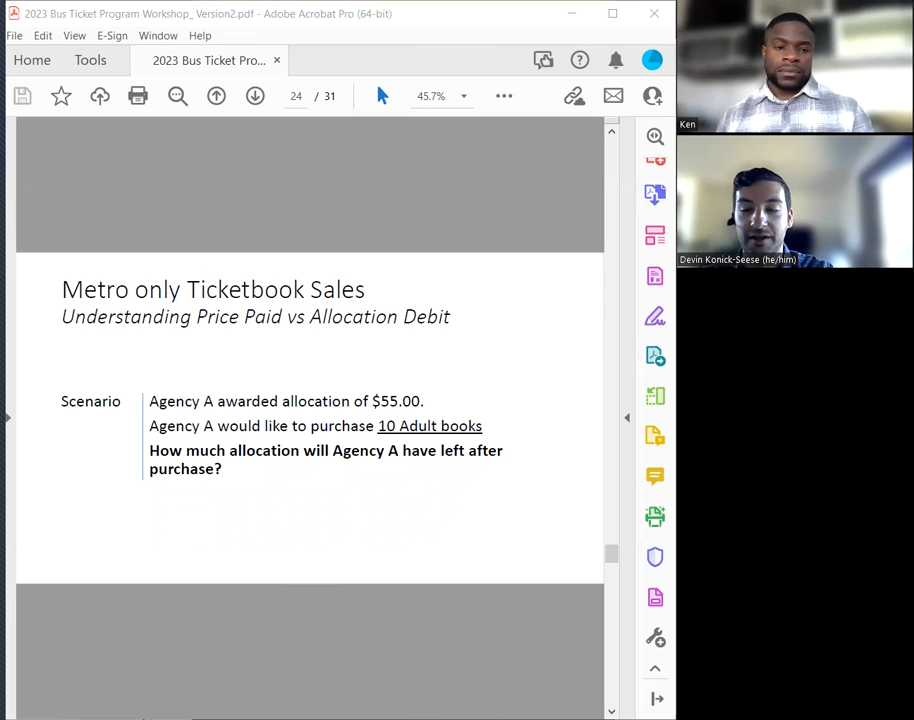 2023 Bus Ticket Program Workshop_ Version2.pdf - Adobe Acrobat Pro (64-bit)
File Edit View E-Sign Window Help
Home Tools 2023 Bus Ticket Pro... ×
24 / 31 45.7%
Ken
Devin Konick-Seese (he/him)
Metro only Ticketbook Sales
Understanding Price Paid vs Allocation Debit
Scenario Agency A awarded allocation of $55.00.
Agency A would like to purchase 10 Adult books
How much allocation will Agency A have left after
purchase?